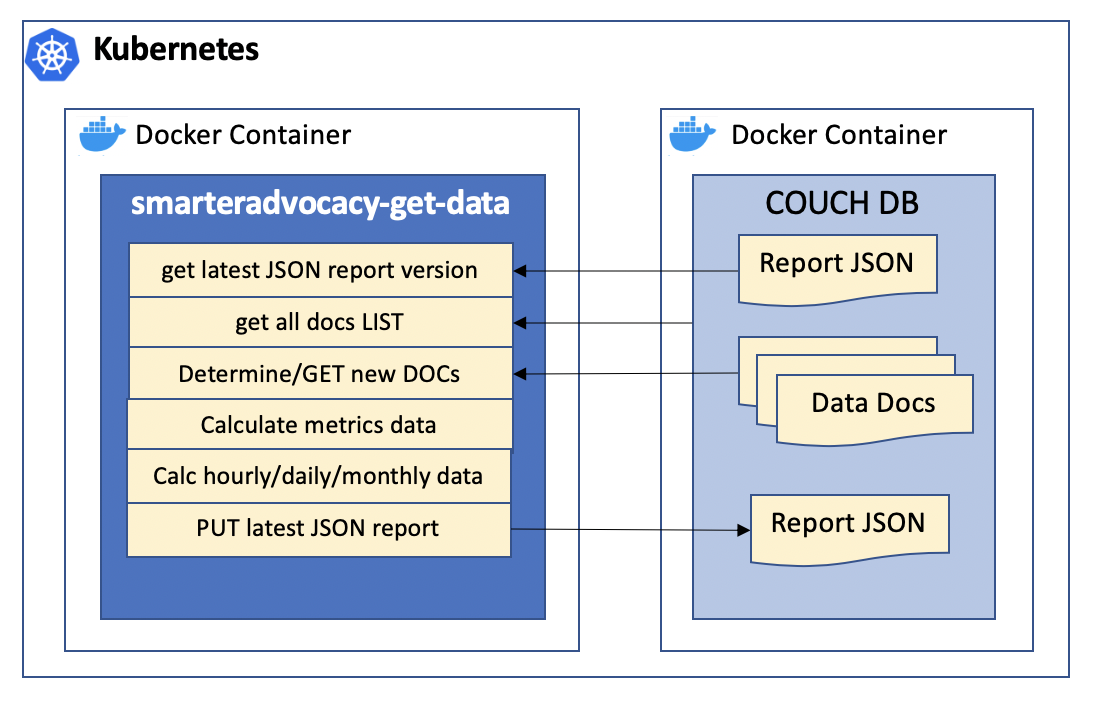 Kubernetes
Docker Container
smarteradvocacy-get-data
get latest JSON report version
get all docs LIST
Determine/GET new DOCs
Calculate metrics data
Calc hourly/daily/monthly data
PUT latest JSON report
Docker Container
COUCH DB
Report JSON
Data Docs
Report JSON